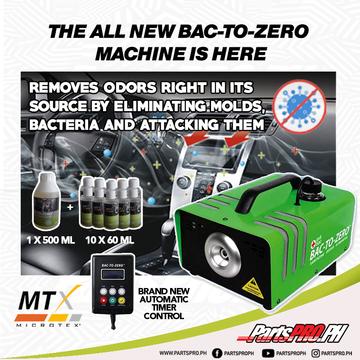 THE ALL NEW BAC-TO-ZERO
MACHINE IS HERE
REMOVES ODORS RIGHT IN ITS
SOURCE BY ELIMINATING MOLDS,
BACTERIA AND ATTACKING THEM
1 X 500 ML
+
10 X 60 ML
BAC-TO-ZERO
BAC-TO-ZERO
BRAND NEW
AUTOMATIC
TIMER
CONTROL
MTX
MICROTEX
PartsPRO.PH
WWW.PARTSPRO.PH
PARTSPROPH
PARTSPROPH
PARTSPROPH